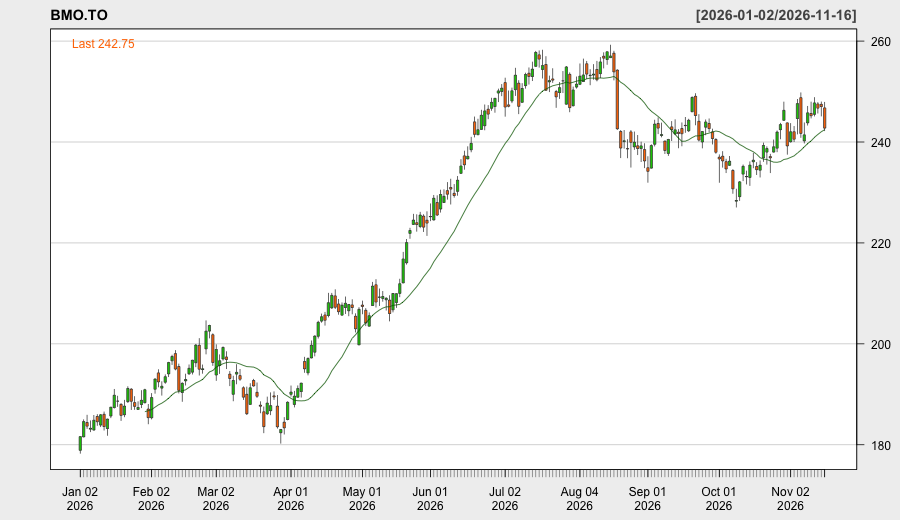 BMO.TO [2026-01-02/2026-11-16]
Last 242.75
260
240
220
200
180
Jan 02 Feb 02 Mar 02 Apr 01 May 01 Jun 01 Jul 02 Aug 04 Sep 01 Oct 01 Nov 02
2026 2026 2026 2026 2026 2026 2026 2026 2026 2026 2026